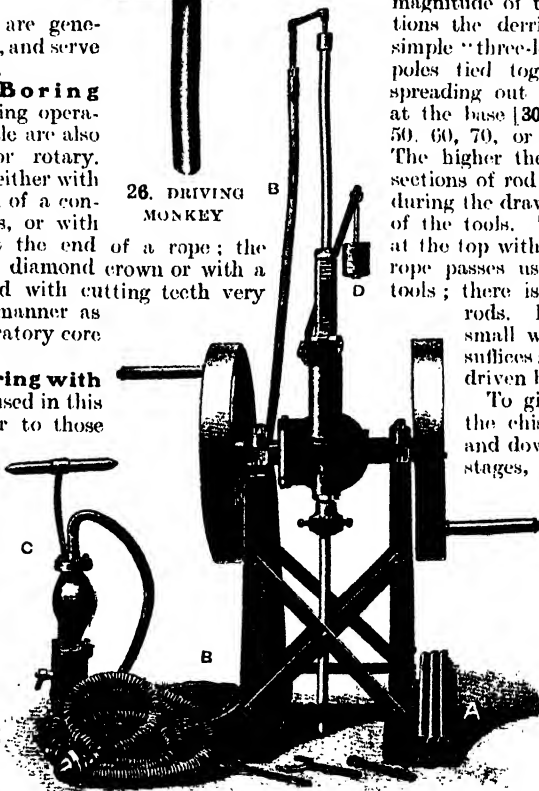 are gene-
, and serve
Boring
ing opera-
le are also
or rotary.
either with
of a con-
s, or with
the end of a rope; the
diamond crown or with a
d with cutting teeth very
manner as
ratory core
ring with
used in this
r to those
26. DRIVING
MONKEY
B
D
C
B
A
magnitude of t
tions the derri
simple "three-l
poles tied tog
spreading out
at the base [30
50, 60, 70, or
The higher the
sections of rod
during the draw
of the tools.
at the top with
rope passes us
tools; there is
rods.
small w
suffices
driven b
To gi
the chis
and dow
stages,